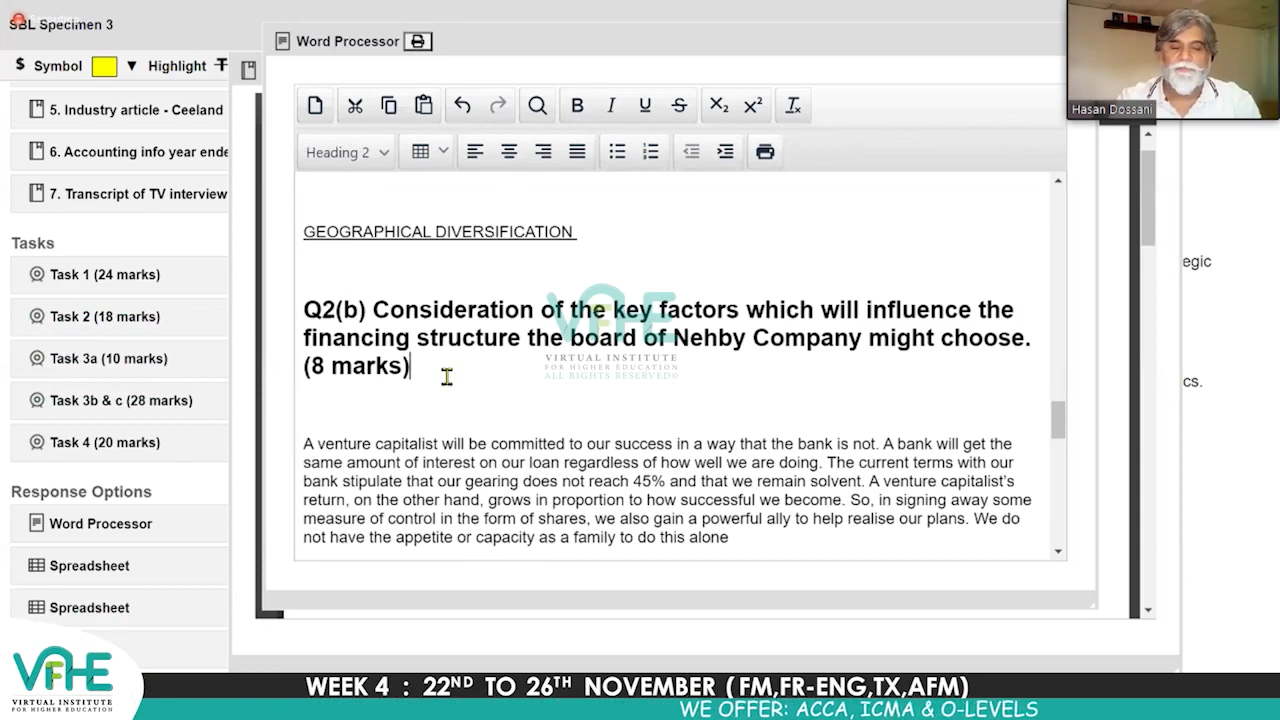 SBL Specimen 3
$ Symbol
Highlight
5. Industry article - Ceeland
6. Accounting info year ende
7. Transcript of TV interview
Tasks
Task 1 (24 marks)
Task 2 (18 marks)
Task 3a (10 marks)
Task 3b & c (28 marks)
Task 4 (20 marks)
Response Options
Word Processor
Spreadsheet
Spreadsheet
Word Processor
B I U S X₂ X² Tx
Heading 2
GEOGRAPHICAL DIVERSIFICATION
Q2(b) Consideration of the key factors which will influence the
financing structure the board of Nehby Company might choose.
(8 marks)
VFHE
VIRTUAL INSTITUTE
FOR HIGHER EDUCATION
ALL RIGHTS RESERVED©
A venture capitalist will be committed to our success in a way that the bank is not. A bank will get the
same amount of interest on our loan regardless of how well we are doing. The current terms with our
bank stipulate that our gearing does not reach 45% and that we remain solvent. A venture capitalist's
return, on the other hand, grows in proportion to how successful we become. So, in signing away some
measure of control in the form of shares, we also gain a powerful ally to help realise our plans. We do
not have the appetite or capacity as a family to do this alone
Hasan Dossani
egic
cs.
VFHE
VIRTUAL INSTITUTE
FOR HIGHER EDUCATION
WEEK 4 : 22ND TO 26TH NOVEMBER (FM,FR-ENG,TX,AFM)
WE OFFER: ACCA, ICMA & O-LEVELS